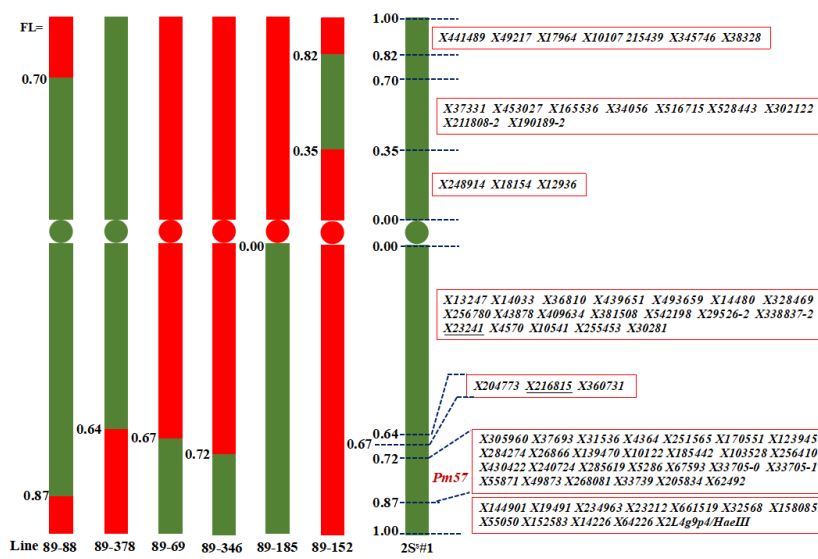 FL=
0.70
0.87
0.64
0.67
0.72
0.00
0.82
0.35
1.00
0.82
0.70
0.35
0.00
0.00
0.64
0.67
0.72
0.87
1.00
Pm57
X441489 X49217 X17964 X10107 215439 X345746 X38328
X37331 X453027 X165536 X34056 X516715 X528443 X302122
X211808-2 X190189-2
X248914 X18154 X12936
X13247 X14033 X36810 X439651 X493659 X14480 X328469
X256780 X43878 X409634 X381508 X542198 X29526-2 X338837-2
X23241 X4570 X10541 X255453 X30281
X204773 X216815 X360731
X305960 X37693 X31536 X4364 X251565 X170551 X123945
X284274 X26866 X139470 X10122 X185442 X103528 X256410
X430422 X240724 X285619 X5286 X67593 X33705-0 X33705-1
X55871 X49873 X268081 X33739 X205834 X62492
X144901 X19491 X234963 X23212 X661519 X32568 X158085
X55050 X152583 X14226 X64226 X2L4g9p4/HaeIII
Line 89-88 89-378 89-69 89-346 89-185 89-152 2Sˢ#1